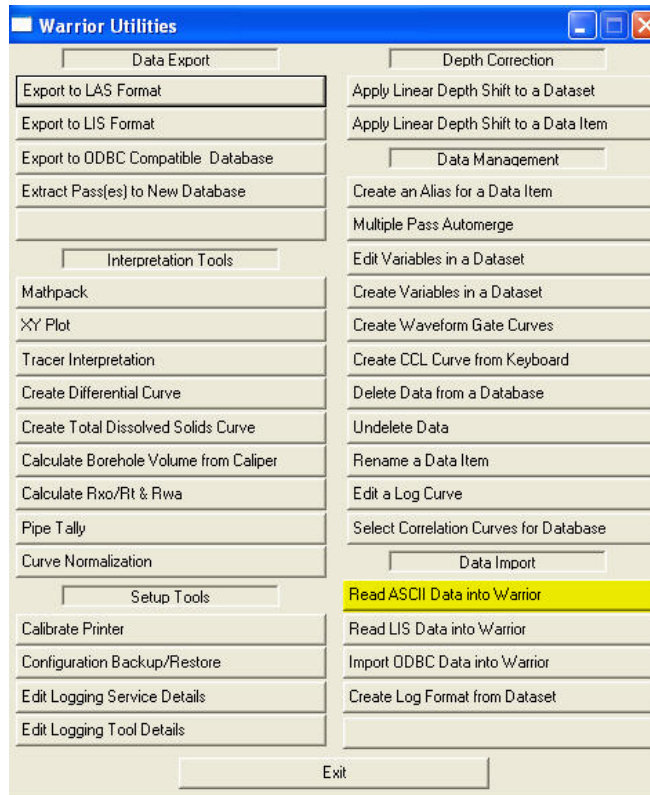 Warrior Utilities
Data Export
Export to LAS Format
Export to LIS Format
Export to ODBC Compatible Database
Extract Pass(es) to New Database
Interpretation Tools
Mathpack
XY Plot
Tracer Interpretation
Create Differential Curve
Create Total Dissolved Solids Curve
Calculate Borehole Volume from Caliper
Calculate Rxo/Rt & Rwa
Pipe Tally
Curve Normalization
Setup Tools
Calibrate Printer
Configuration Backup/Restore
Edit Logging Service Details
Edit Logging Tool Details
Depth Correction
Apply Linear Depth Shift to a Dataset
Apply Linear Depth Shift to a Data Item
Data Management
Create an Alias for a Data Item
Multiple Pass Automerge
Edit Variables in a Dataset
Create Variables in a Dataset
Create Waveform Gate Curves
Create CCL Curve from Keyboard
Delete Data from a Database
Undelete Data
Rename a Data Item
Edit a Log Curve
Select Correlation Curves for Database
Data Import
Read ASCII Data into Warrior
Read LIS Data into Warrior
Import ODBC Data into Warrior
Create Log Format from Dataset
Exit